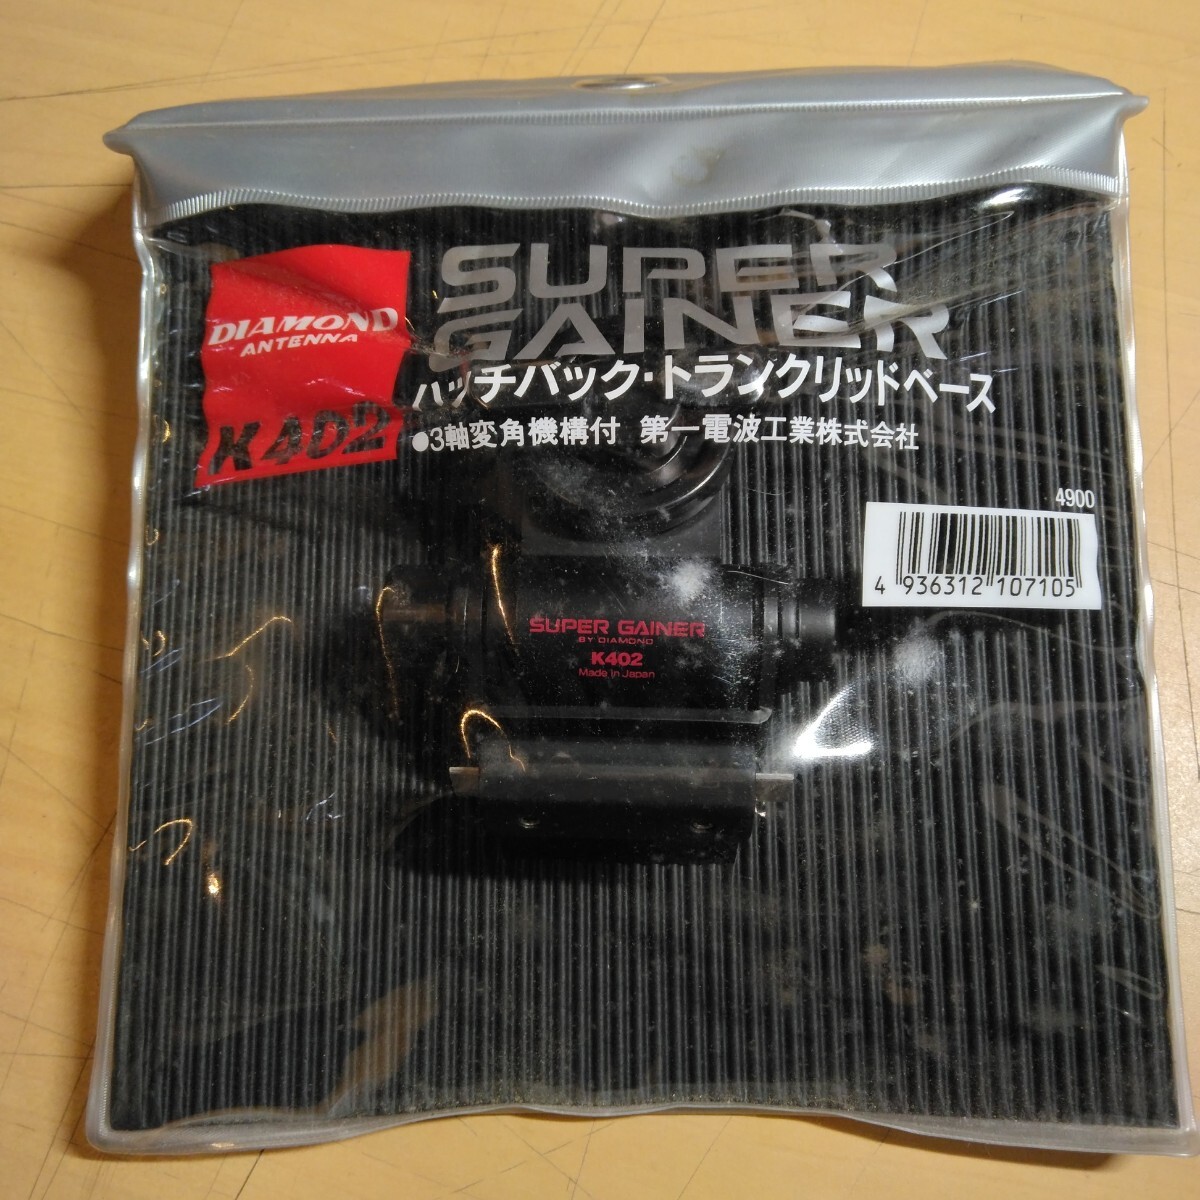 SUPER
GAINER
DIAMOND
ANTENNA
K402
ハッチバック・トランクリッドベース
●3軸変角機構付 第一電波工業株式会社
4900
4 936312 107105
SUPER GAINER
BY DIAMOND
K402
Made in Japan